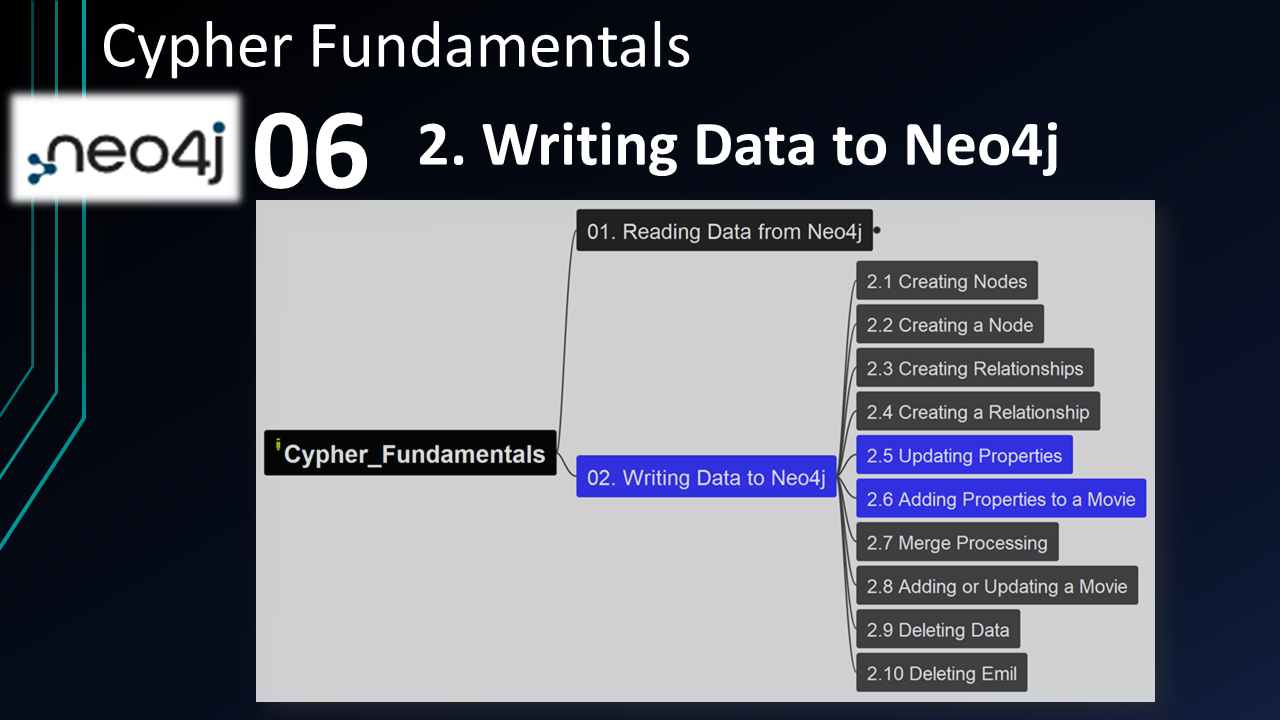 Cypher Fundamentals
neo4j
06
2. Writing Data to Neo4j
01. Reading Data from Neo4j
2.1 Creating Nodes
2.2 Creating a Node
2.3 Creating Relationships
2.4 Creating a Relationship
Cypher_Fundamentals
02. Writing Data to Neo4j
2.5 Updating Properties
2.6 Adding Properties to a Movie
2.7 Merge Processing
2.8 Adding or Updating a Movie
2.9 Deleting Data
2.10 Deleting Emil